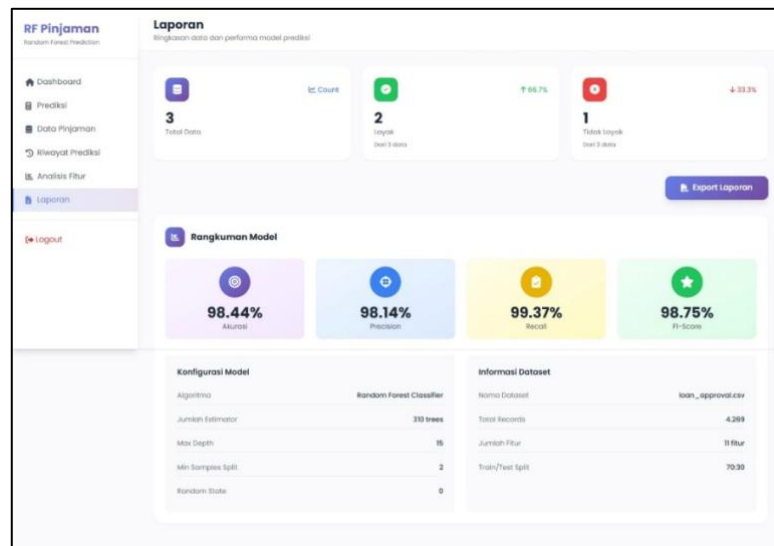 RF Pinjaman
Random Forest Prediction
Dashboard
Prediksi
Data Pinjaman
Riwayat Prediksi
Analisis Fitur
Laporan
Logout
Laporan
Ringkasan data dan performa model prediksi
Count
3
Total Data
66.7%
2
Layak
Dari 3 data
33.3%
1
Tidak Layak
Dari 3 data
Export Laporan
Rangkuman Model
98.44%
Akurasi
98.14%
Precision
99.37%
Recall
98.75%
F1-Score
Konfigurasi Model
Algoritma Random Forest Classifier
Jumlah Estimator 310 trees
Max Depth 15
Min Samples Split 2
Random State 0
Informasi Dataset
Nama Dataset loan_approval.csv
Total Records 4.269
Jumlah Fitur 11 fitur
Train/Test Split 70:30